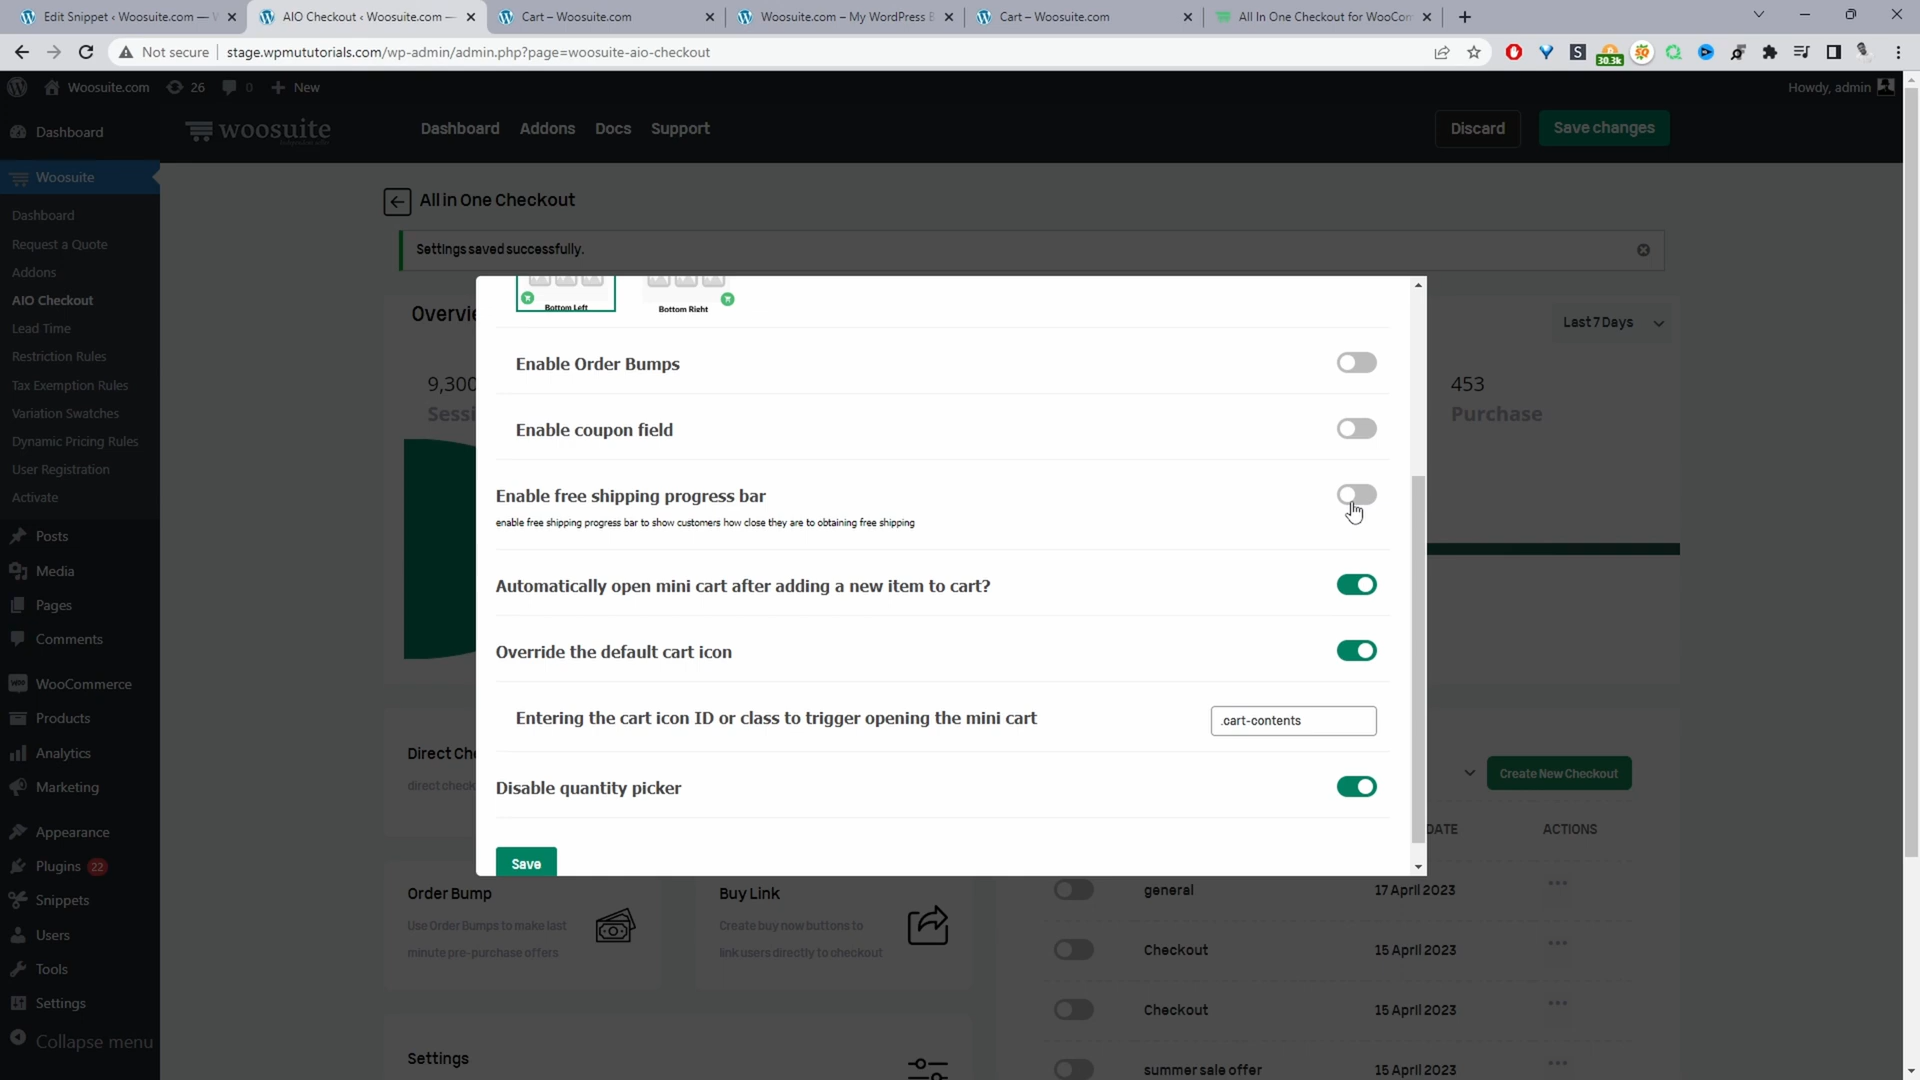 Edit Snippet ‹ Woosuite.com —
AIO Checkout ‹ Woosuite.com —
Cart – Woosuite.com
Woosuite.com – My WordPress B
Cart – Woosuite.com
All In One Checkout for WooCom
Not secure
stage.wpmututorials.com/wp-admin/admin.php?page=woosuite-aio-checkout
30.3k
Woosuite.com
26
0
New
Howdy, admin
woosuite
Dashboard
Addons
Docs
Support
Discard
Save changes
Dashboard
Woosuite
Dashboard
Request a Quote
Addons
AIO Checkout
Lead Time
Restriction Rules
Tax Exemption Rules
Variation Swatches
Dynamic Pricing Rules
User Registration
Activate
Posts
Media
Pages
Comments
WooCommerce
Products
Analytics
Marketing
Appearance
Plugins 22
Snippets
Users
Tools
Settings
Collapse menu
All in One Checkout
Settings saved successfully.
Overvie
Last 7 Days
9,300
Sessi
453
Purchase
Bottom Left
Bottom Right
Enable Order Bumps
Enable coupon field
Enable free shipping progress bar
enable free shipping progress bar to show customers how close they are to obtaining free shipping
Automatically open mini cart after adding a new item to cart?
Override the default cart icon
Entering the cart icon ID or class to trigger opening the mini cart
.cart-contents
Disable quantity picker
Save
Direct Che
direct check
Create New Checkout
DATE
ACTIONS
Order Bump
Use Order Bumps to make last
minute pre-purchase offers
Buy Link
Create buy now buttons to
link users directly to checkout
general
17 April 2023
Checkout
15 April 2023
Checkout
15 April 2023
summer sale offer
15 April 2023
Settings